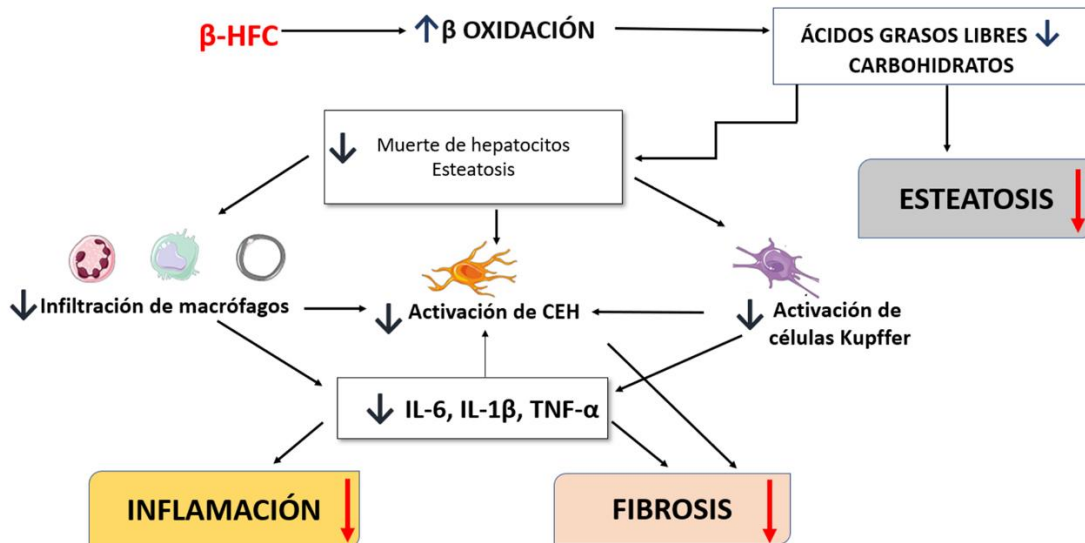 β-HFC
β OXIDACIÓN
ÁCIDOS GRASOS LIBRES
CARBOHIDRATOS
Muerte de hepatocitos
Esteatosis
ESTEATOSIS
Infiltración de macrófagos
Activación de CEH
Activación de
células Kupffer
IL-6, IL-1β, TNF-α
INFLAMACIÓN
FIBROSIS